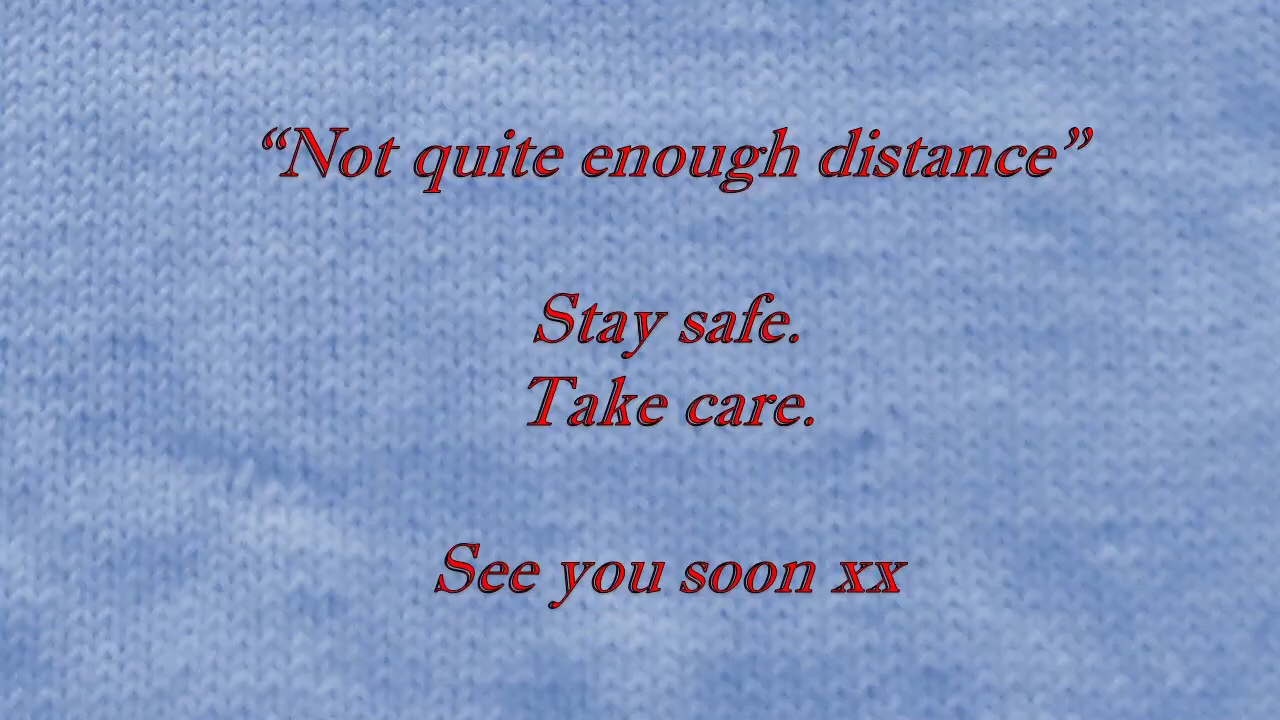 “Not quite enough distance”
Stay safe.
Take care.
See you soon xx